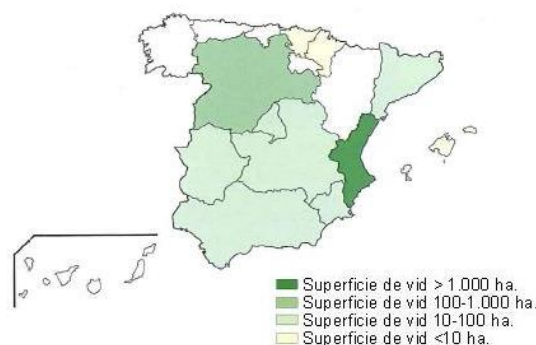 Superficie de vid > 1.000 ha.
Superficie de vid 100-1.000 ha.
Superficie de vid 10-100 ha.
Superficie de vid <10 ha.